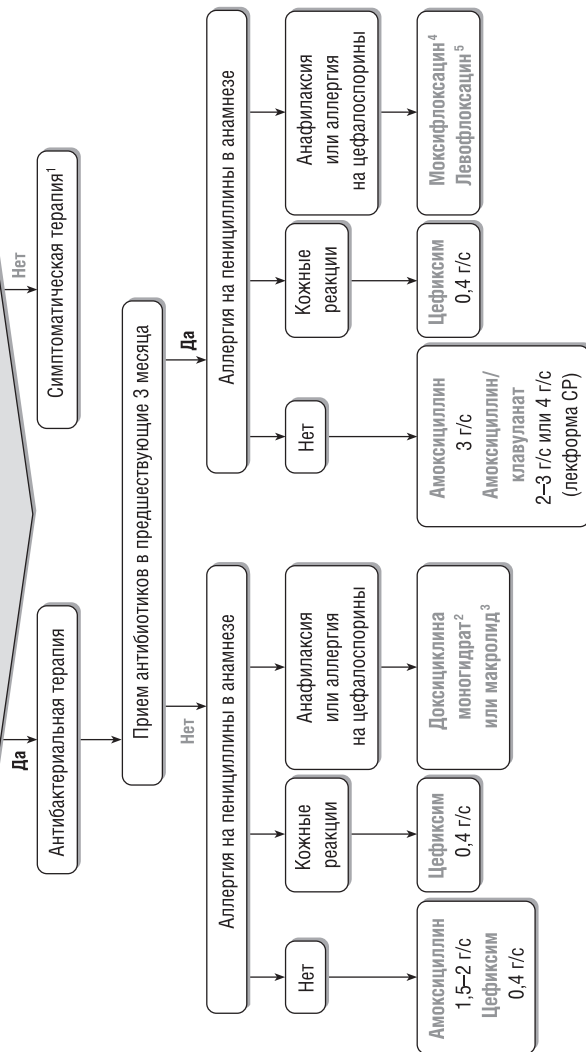 Да
Нет
Антибактериальная терапия
Симптоматическая терапия¹
Прием антибиотиков в предшествующие 3 месяца
Нет
Да
Аллергия на пенициллины в анамнезе
Аллергия на пенициллины в анамнезе
Нет
Кожные
реакции
Анафилаксия
или аллергия
на цефалоспорины
Нет
Кожные
реакции
Анафилаксия
или аллергия
на цефалоспорины
Амоксициллин
1,5–2 г/с
Цефиксим
0,4 г/с
Цефиксим
0,4 г/с
Доксициклина
моногидрат²
или макролид³
Амоксициллин
3 г/с
Амоксициллин/
клавуланат
2–3 г/с или 4 г/с
(лекформа СР)
Цефиксим
0,4 г/с
Моксифлоксацин⁴
Левофлоксацин⁵